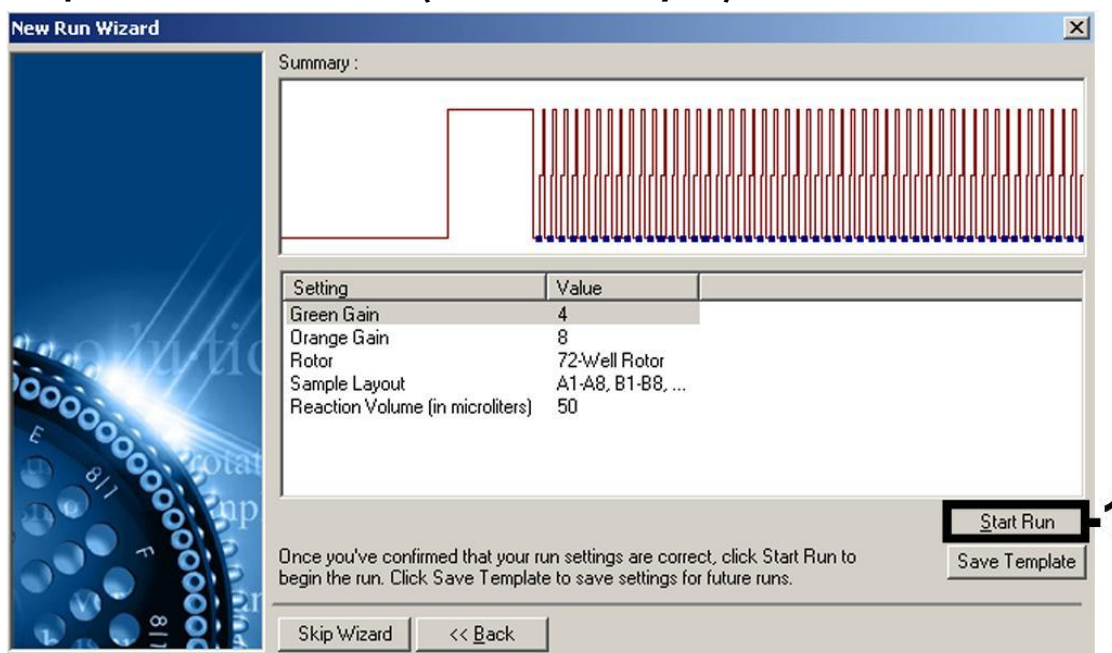 New Run Wizard
Summary :
Setting Value
Green Gain 4
Orange Gain 8
Rotor 72-Well Rotor
Sample Layout A1-A8, B1-B8, ...
Reaction Volume (in microliters) 50
Start Run
Once you've confirmed that your run settings are correct, click Start Run to
begin the run. Click Save Template to save settings for future runs.
Save Template
Skip Wizard << Back
E
8/1
F
8/1